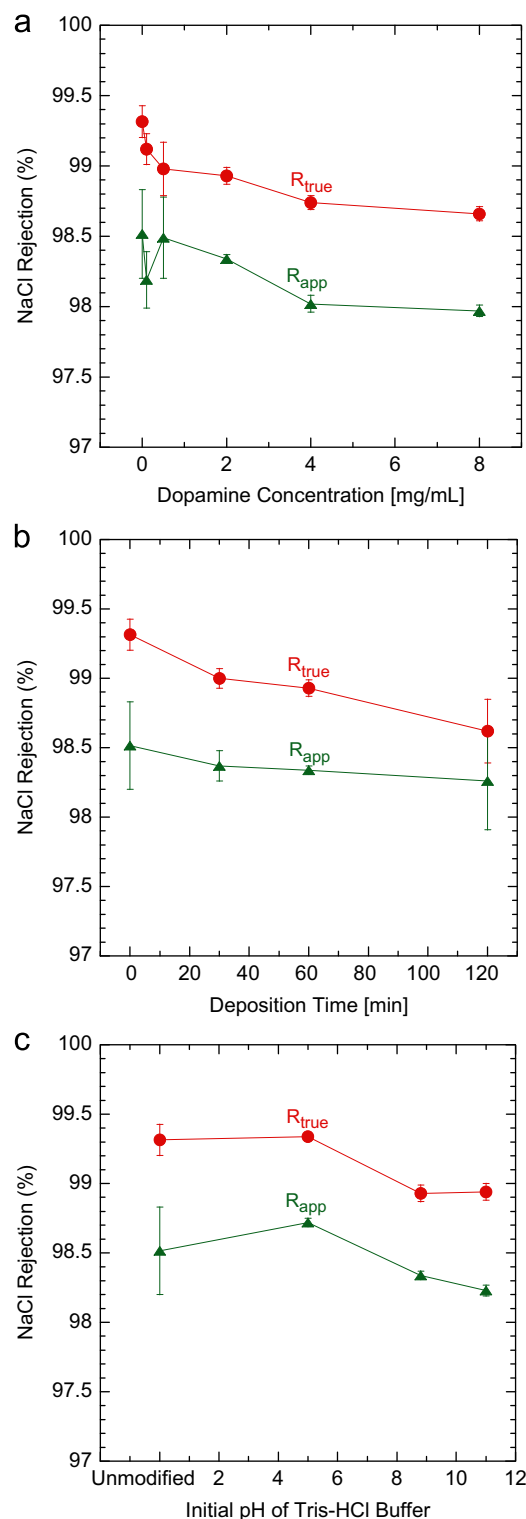 a
100
99.5
99
98.5
98
97.5
97
NaCl Rejection (%)
R_true
R_app
0 2 4 6 8
Dopamine Concentration [mg/mL]
b
100
99.5
99
98.5
98
97.5
97
NaCl Rejection (%)
R_true
R_app
0 20 40 60 80 100 120
Deposition Time [min]
c
100
99.5
99
98.5
98
97.5
97
NaCl Rejection (%)
R_true
R_app
Unmodified 2 4 6 8 10 12
Initial pH of Tris-HCl Buffer